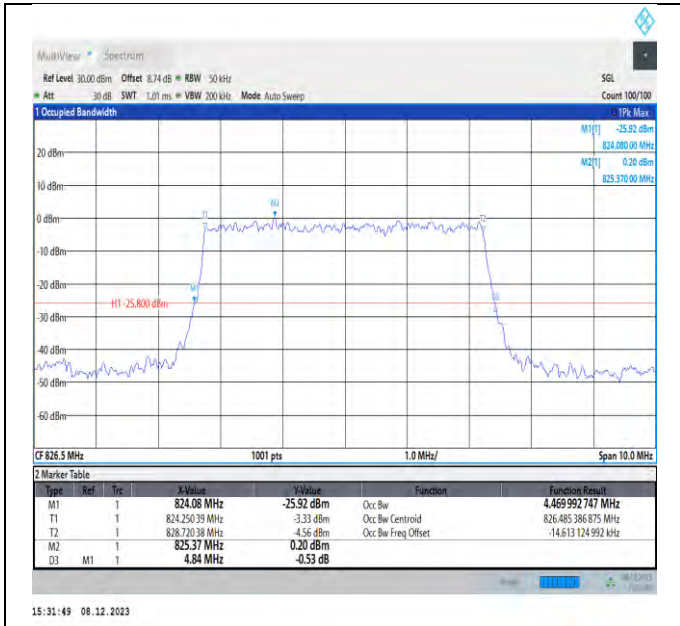 MultiView Spectrum
Ref Level 30.00 dBm Offset 8.74 dB RBW 50 kHz SGL
Att 30 dB SWT 1.01 ms VBW 200 kHz Mode Auto Sweep Count 100/100
1 Occupied Bandwidth 1Pk Max
M1[1] -25.92 dBm
824.080 00 MHz
20 dBm
M2[1] 0.20 dBm
825.370 00 MHz
10 dBm
M2
T1 T2
0 dBm
-10 dBm
-20 dBm
M1
H1 -25.800 dBm
-30 dBm
-40 dBm
-50 dBm
-60 dBm
CF 826.5 MHz 1001 pts 1.0 MHz/ Span 10.0 MHz
2 Marker Table
Type Ref Trc X-Value Y-Value Function Function Result
M1 1 824.08 MHz -25.92 dBm Occ Bw 4.469 992 747 MHz
T1 1 824.250 39 MHz -3.33 dBm Occ Bw Centroid 826.485 386 875 MHz
T2 1 828.720 38 MHz -4.56 dBm Occ Bw Freq Offset -14.613 124 992 kHz
M2 1 825.37 MHz 0.20 dBm
D3 M1 1 4.84 MHz -0.53 dB
15:31:49 08.12.2023